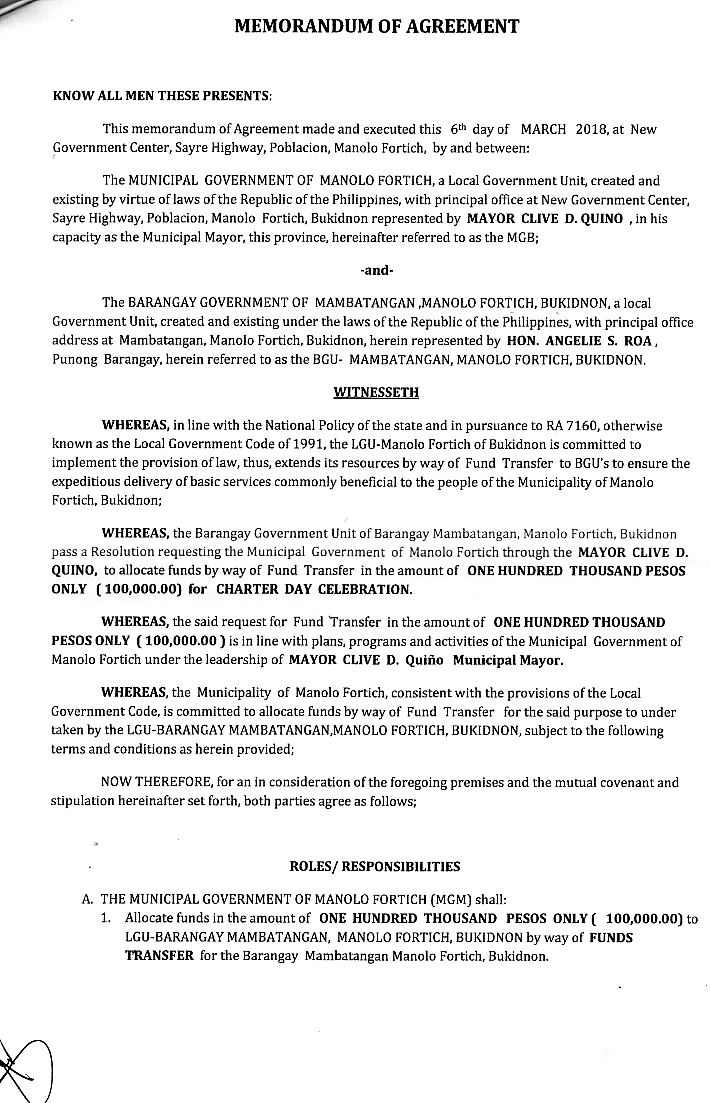 MEMORANDUM OF AGREEMENT
KNOW ALL MEN THESE PRESENTS:
This memorandum of Agreement made and executed this 6th day of MARCH 2018, at New
Government Center, Sayre Highway, Poblacion, Manolo Fortich, by and between:
The MUNICIPAL GOVERNMENT OF MANOLO FORTICH, a Local Government Unit, created and
existing by virtue of laws of the Republic of the Philippines, with principal office at New Government Center,
Sayre Highway, Poblacion, Manolo Fortich, Bukidnon represented by MAYOR CLIVE D. QUINO , in his
capacity as the Municipal Mayor, this province, hereinafter referred to as the MGB;
-and-
The BARANGAY GOVERNMENT OF MAMBATANGAN ,MANOLO FORTICH, BUKIDNON, a local
Government Unit, created and existing under the laws of the Republic of the Philippines, with principal office
address at Mambatangan, Manolo Fortich, Bukidnon, herein represented by HON. ANGELIE S. ROA ,
Punong Barangay, herein referred to as the BGU- MAMBATANGAN, MANOLO FORTICH, BUKIDNON.
WITNESSETH
WHEREAS, in line with the National Policy of the state and in pursuance to RA 7160, otherwise
known as the Local Government Code of 1991, the LGU-Manolo Fortich of Bukidnon is committed to
implement the provision of law, thus, extends its resources by way of Fund Transfer to BGU's to ensure the
expeditious delivery of basic services commonly beneficial to the people of the Municipality of Manolo
Fortich, Bukidnon;
WHEREAS, the Barangay Government Unit of Barangay Mambatangan, Manolo Fortich, Bukidnon
pass a Resolution requesting the Municipal Government of Manolo Fortich through the MAYOR CLIVE D.
QUINO, to allocate funds by way of Fund Transfer in the amount of ONE HUNDRED THOUSAND PESOS
ONLY ( 100,000.00) for CHARTER DAY CELEBRATION.
WHEREAS, the said request for Fund Transfer in the amount of ONE HUNDRED THOUSAND
PESOS ONLY ( 100,000.00 ) is in line with plans, programs and activities of the Municipal Government of
Manolo Fortich under the leadership of MAYOR CLIVE D. Quiño Municipal Mayor.
WHEREAS, the Municipality of Manolo Fortich, consistent with the provisions of the Local
Government Code, is committed to allocate funds by way of Fund Transfer for the said purpose to under
taken by the LGU-BARANGAY MAMBATANGAN,MANOLO FORTICH, BUKIDNON, subject to the following
terms and conditions as herein provided;
NOW THEREFORE, for an in consideration of the foregoing premises and the mutual covenant and
stipulation hereinafter set forth, both parties agree as follows;
ROLES/ RESPONSIBILITIES
A. THE MUNICIPAL GOVERNMENT OF MANOLO FORTICH (MGM) shall:
1. Allocate funds in the amount of ONE HUNDRED THOUSAND PESOS ONLY ( 100,000.00) to
LGU-BARANGAY MAMBATANGAN, MANOLO FORTICH, BUKIDNON by way of FUNDS
TRANSFER for the Barangay Mambatangan Manolo Fortich, Bukidnon.